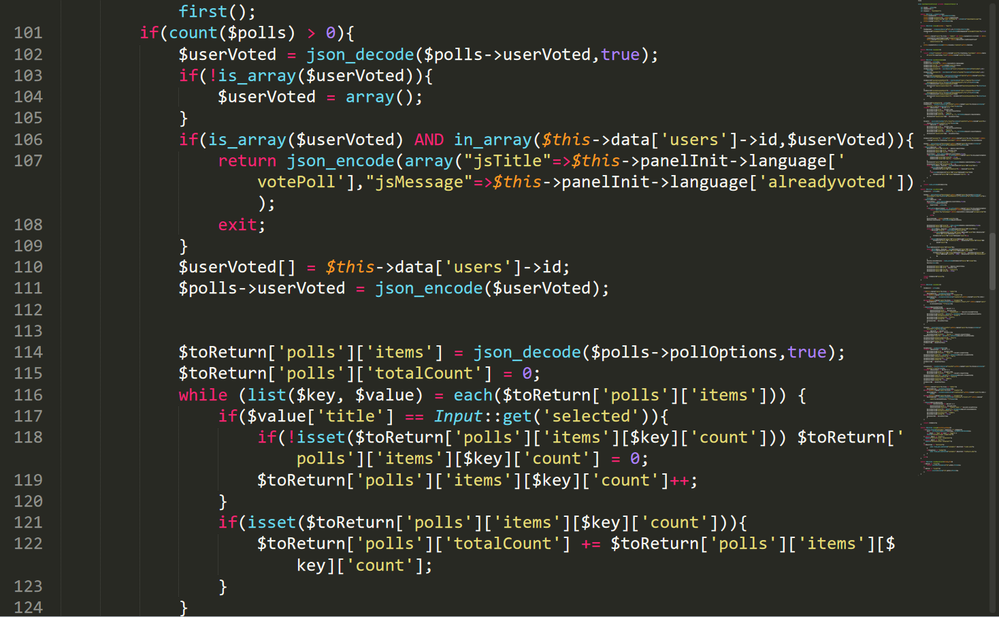 first();
101 if(count($polls) > 0){
102 $userVoted = json_decode($polls->userVoted,true);
103 if(!is_array($userVoted)){
104 $userVoted = array();
105 }
106 if(is_array($userVoted) AND in_array($this->data['users']->id,$userVoted)){
107 return json_encode(array("jsTitle"=>$this->panelInit->language['
votePoll'],"jsMessage"=>$this->panelInit->language['alreadyvoted'])
);
108 exit;
109 }
110 $userVoted[] = $this->data['users']->id;
111 $polls->userVoted = json_encode($userVoted);
112
113
114 $toReturn['polls']['items'] = json_decode($polls->pollOptions,true);
115 $toReturn['polls']['totalCount'] = 0;
116 while (list($key, $value) = each($toReturn['polls']['items'])) {
117 if($value['title'] == Input::get('selected')){
118 if(!isset($toReturn['polls']['items'][$key]['count'])) $toReturn['
polls']['items'][$key]['count'] = 0;
119 $toReturn['polls']['items'][$key]['count']++;
120 }
121 if(isset($toReturn['polls']['items'][$key]['count'])){
122 $toReturn['polls']['totalCount'] += $toReturn['polls']['items'][$
key]['count'];
123 }
124 }